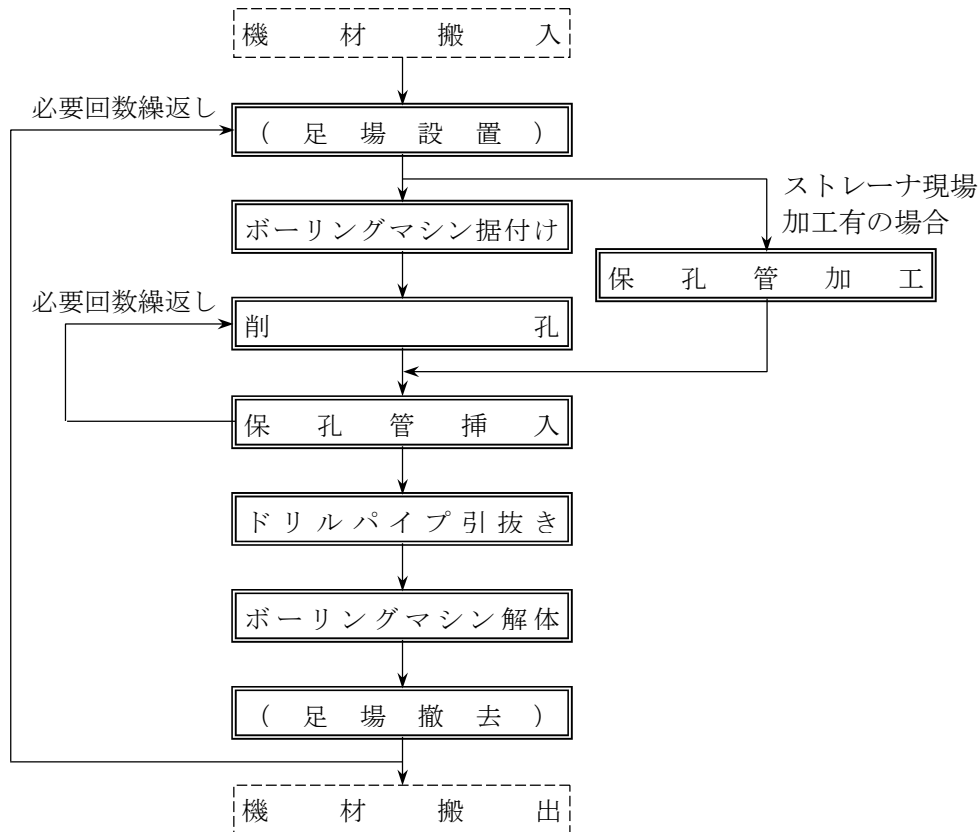 機材搬入
必要回数繰返し
(足場設置)
ストレーナ現場
加工有の場合
ボーリングマシン据付け
保孔管加工
必要回数繰返し
削孔
保孔管挿入
ドリルパイプ引抜き
ボーリングマシン解体
(足場撤去)
機材搬出